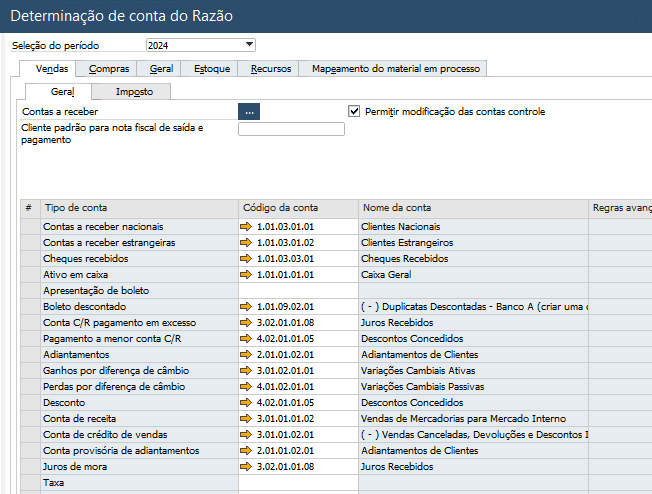 Determinação de conta do Razão
Seleção do período 2024
Vendas Compras Geral Estoque Recursos Mapeamento do material em processo
Geral Imposto
Contas a receber ... Permitir modificação das contas controle
Cliente padrão para nota fiscal de saída e
pagamento
# Tipo de conta Código da conta Nome da conta Regras avanç
Contas a receber nacionais 1.01.03.01.01 Clientes Nacionais
Contas a receber estrangeiras 1.01.03.01.02 Clientes Estrangeiros
Cheques recebidos 1.01.03.03.01 Cheques Recebidos
Ativo em caixa 1.01.01.01.01 Caixa Geral
Apresentação de boleto
Boleto descontado 1.01.09.02.01 ( - ) Duplicatas Descontadas - Banco A (criar uma c
Conta C/R pagamento em excesso 3.02.01.01.08 Juros Recebidos
Pagamento a menor conta C/R 4.02.01.01.05 Descontos Concedidos
Adiantamentos 2.01.01.02.01 Adiantamentos de Clientes
Ganhos por diferença de câmbio 3.01.02.01.01 Variações Cambiais Ativas
Perdas por diferença de câmbio 4.01.02.01.01 Variações Cambiais Passivas
Desconto 4.02.01.01.05 Descontos Concedidos
Conta de receita 3.01.01.01.02 Vendas de Mercadorias para Mercado Interno
Conta de crédito de vendas 3.01.01.02.01 ( - ) Vendas Canceladas, Devoluções e Descontos I
Conta provisória de adiantamentos 2.01.01.02.01 Adiantamentos de Clientes
Juros de mora 3.02.01.01.08 Juros Recebidos
Taxa